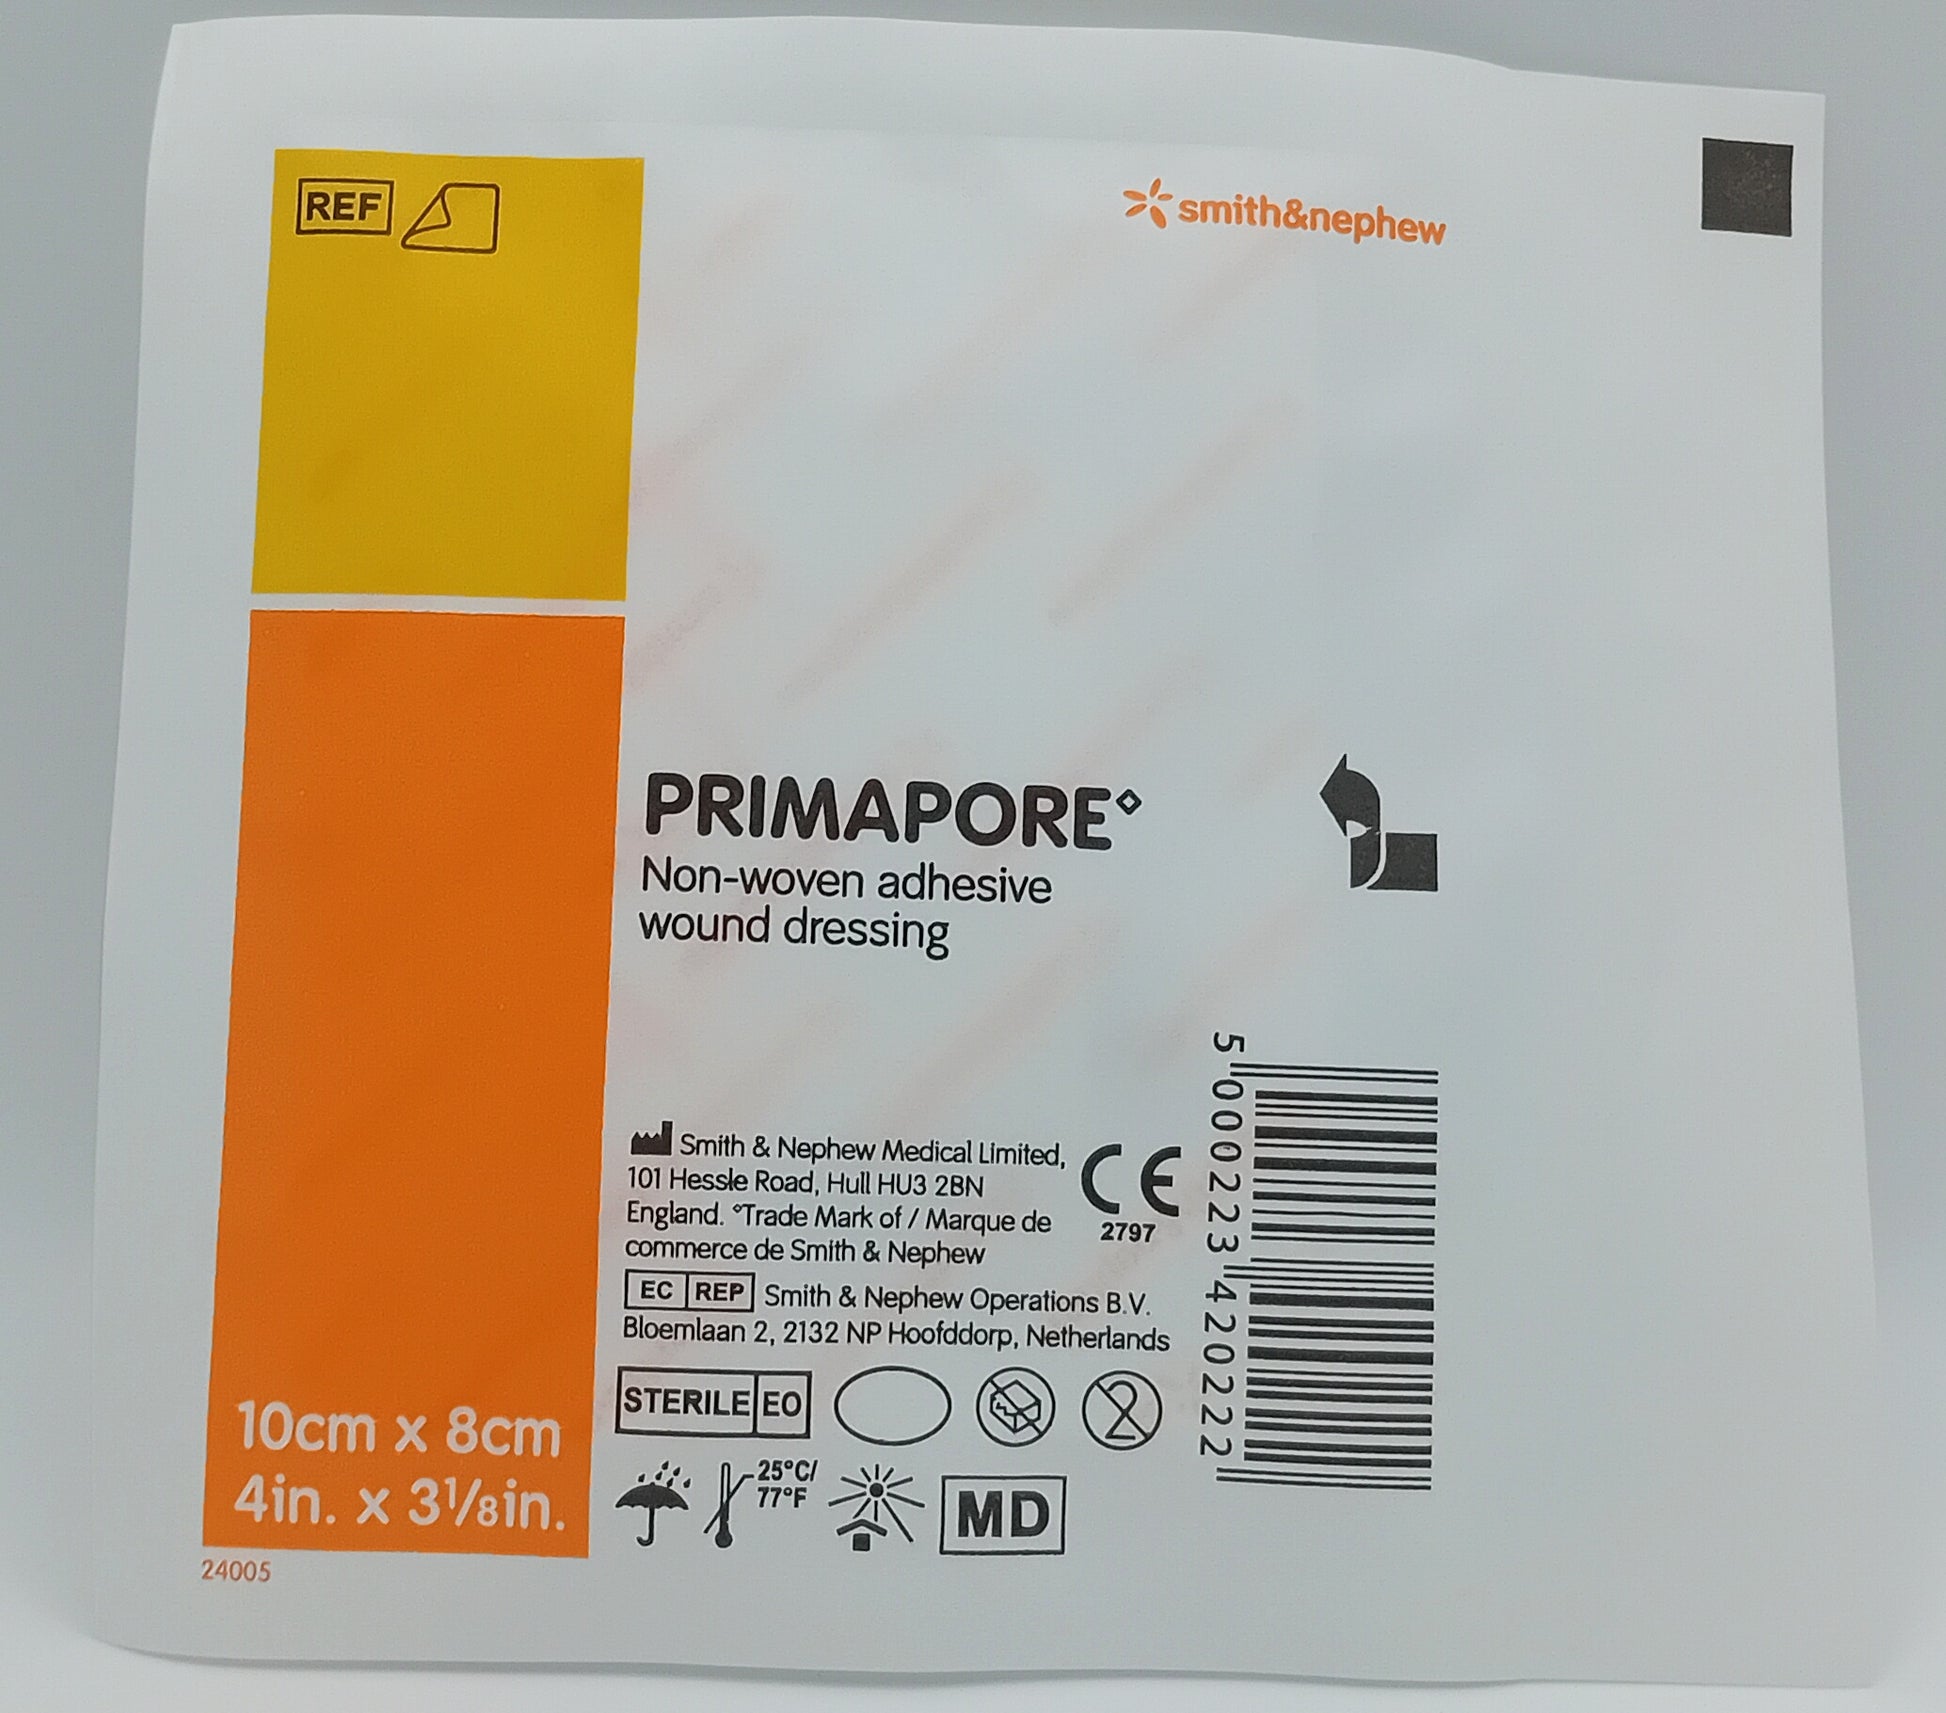 REF
smith&nephew
PRIMAPORE◊
Non-woven adhesive
wound dressing
Smith & Nephew Medical Limited,
101 Hessle Road, Hull HU3 2BN
England. ◊Trade Mark of / Marque de
commerce de Smith & Nephew
CE
2797
EC REP Smith & Nephew Operations B.V.
Bloemlaan 2, 2132 NP Hoofddorp, Netherlands
STERILE EO
2
25°C/
77°F
MD
5 000223 420222
10cm x 8cm
4in. x 3⅛in.
24005